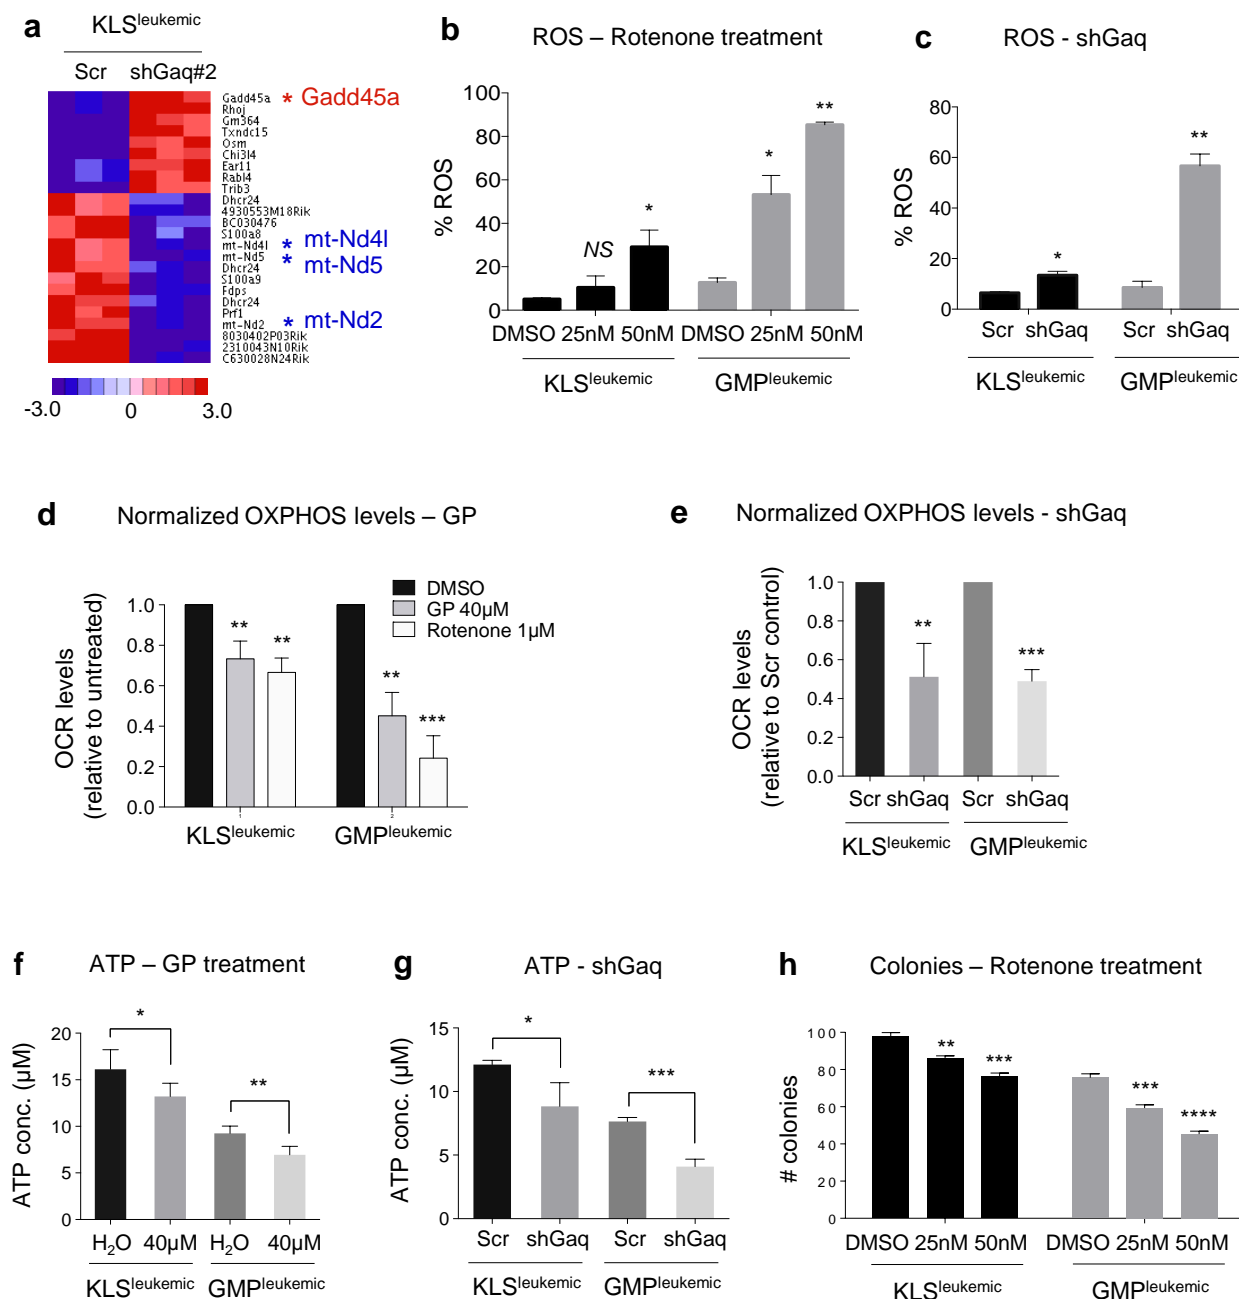 a
KLSleukemic
Scr shGaq#2
Gadd45a * Gadd45a
Rhoj
Gm364
Txndc15
Osm
Chi3l4
Ear11
Rabl4
Trib3
Dhcr24
4930553M18Rik
BC030476
S100a8
mt-Nd4l * mt-Nd4l
mt-Nd5 * mt-Nd5
Dhcr24
S100a9
Fdps
Dhcr24
Prf1
mt-Nd2 * mt-Nd2
8030402P03Rik
2310043N10Rik
C630028N24Rik
-3.0 0 3.0
b ROS – Rotenone treatment
% ROS
100
80
60
40
20
0
NS * * **
DMSO 25nM 50nM DMSO 25nM 50nM
KLSleukemic GMPleukemic
c ROS - shGaq
% ROS
80
60
40
20
0
* **
Scr shGaq Scr shGaq
KLSleukemic GMPleukemic
d Normalized OXPHOS levels – GP
OCR levels
(relative to untreated)
1.0
0.8
0.6
0.4
0.2
0.0
DMSO
GP 40µM
Rotenone 1µM
** ** ** ***
1 2
KLSleukemic GMPleukemic
e Normalized OXPHOS levels - shGaq
OCR levels
(relative to Scr control)
1.0
0.8
0.6
0.4
0.2
0.0
** ***
Scr shGaq Scr shGaq
KLSleukemic GMPleukemic
f ATP – GP treatment
ATP conc. (µM)
20
15
10
5
0
* **
H2O 40µM H2O 40µM
KLSleukemic GMPleukemic
g ATP - shGaq
ATP conc. (µM)
15
10
5
0
* ***
Scr shGaq Scr shGaq
KLSleukemic GMPleukemic
h Colonies – Rotenone treatment
# colonies
100
80
60
40
20
0
** *** *** ****
DMSO 25nM 50nM DMSO 25nM 50nM
KLSleukemic GMPleukemic